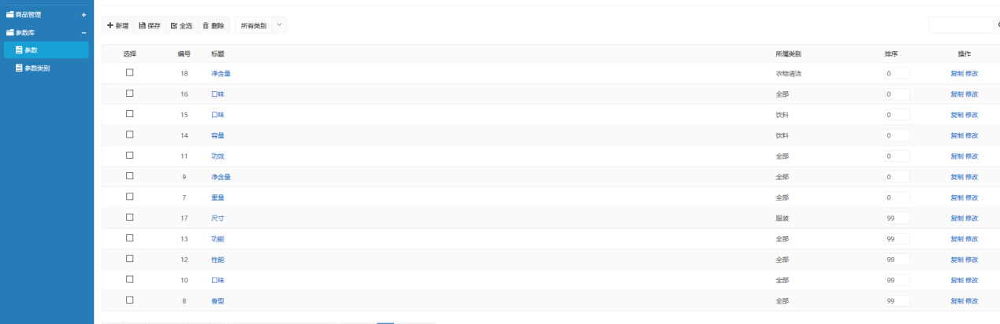 商品管理 +
参数库 −
参数
参数类别
新增 保存 全选 删除 所有类别
选择 编号 标题 所属类别 排序 操作
18 净含量 衣物清洁 0 复制 修改
16 口味 全部 0 复制 修改
15 口味 饮料 0 复制 修改
14 容量 饮料 0 复制 修改
11 功效 全部 0 复制 修改
9 净含量 全部 0 复制 修改
7 重量 全部 0 复制 修改
17 尺寸 服装 99 复制 修改
13 功能 全部 99 复制 修改
12 性能 全部 99 复制 修改
10 口味 全部 99 复制 修改
8 香型 全部 99 复制 修改